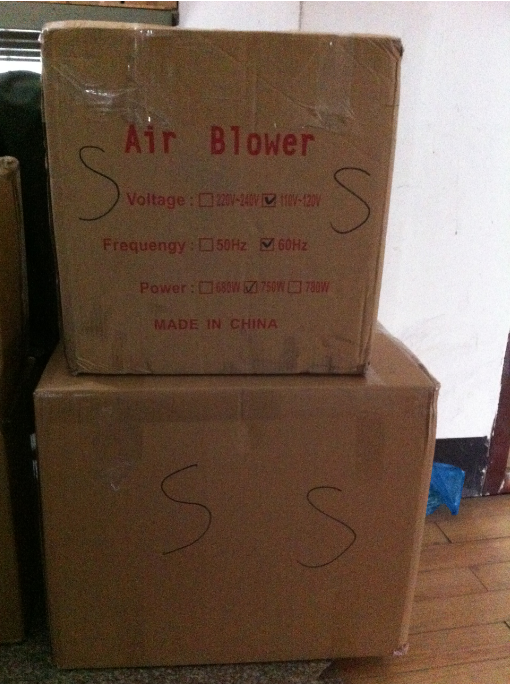 Air Blower
S
S
Voltage : ☐ 220V-240V ☑ 110V-120V
Frequengy : ☐ 50Hz ☑ 60Hz
Power : ☐ 680W ☑ 750W ☐ 780W
MADE IN CHINA
S
S